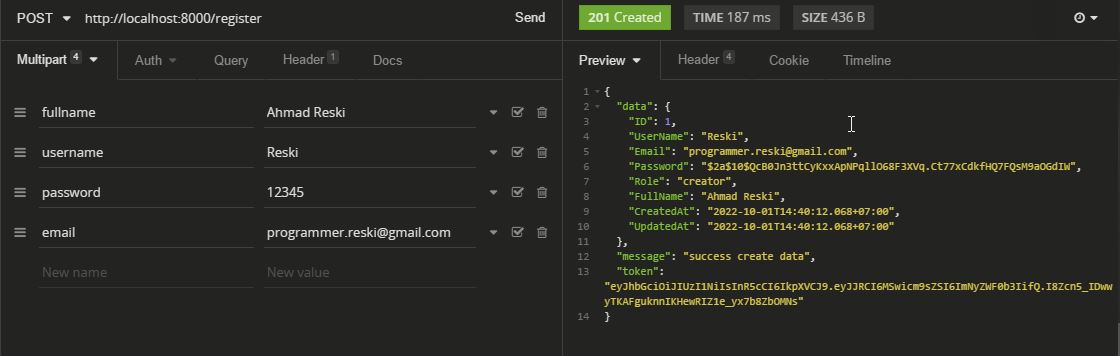 POST http://localhost:8000/register Send
201 Created TIME 187 ms SIZE 436 B
Multipart 4 Auth Query Header 1 Docs
Preview Header 4 Cookie Timeline
fullname Ahmad Reski
username Reski
password 12345
email programmer.reski@gmail.com
New name New value
1 {
2 "data": {
3 "ID": 1,
4 "UserName": "Reski",
5 "Email": "programmer.reski@gmail.com",
6 "Password": "$2a$10$QcB0Jn3ttCyKxxApNPqllO68F3XVq.Ct77xCdkfHQ7FQsM9aOGdIW",
7 "Role": "creator",
8 "FullName": "Ahmad Reski",
9 "CreatedAt": "2022-10-01T14:40:12.068+07:00",
10 "UpdatedAt": "2022-10-01T14:40:12.068+07:00"
11 },
12 "message": "success create data",
13 "token":
"eyJhbGciOiJIUzI1NiIsInR5cCI6IkpXVCJ9.eyJJRCI6MSwicm9sZSI6ImNyZWF0b3IifQ.I8Zcn5_IDww
yTKAFguknnIKHewRIZ1e_yx7b8ZbOMNs"
14 }